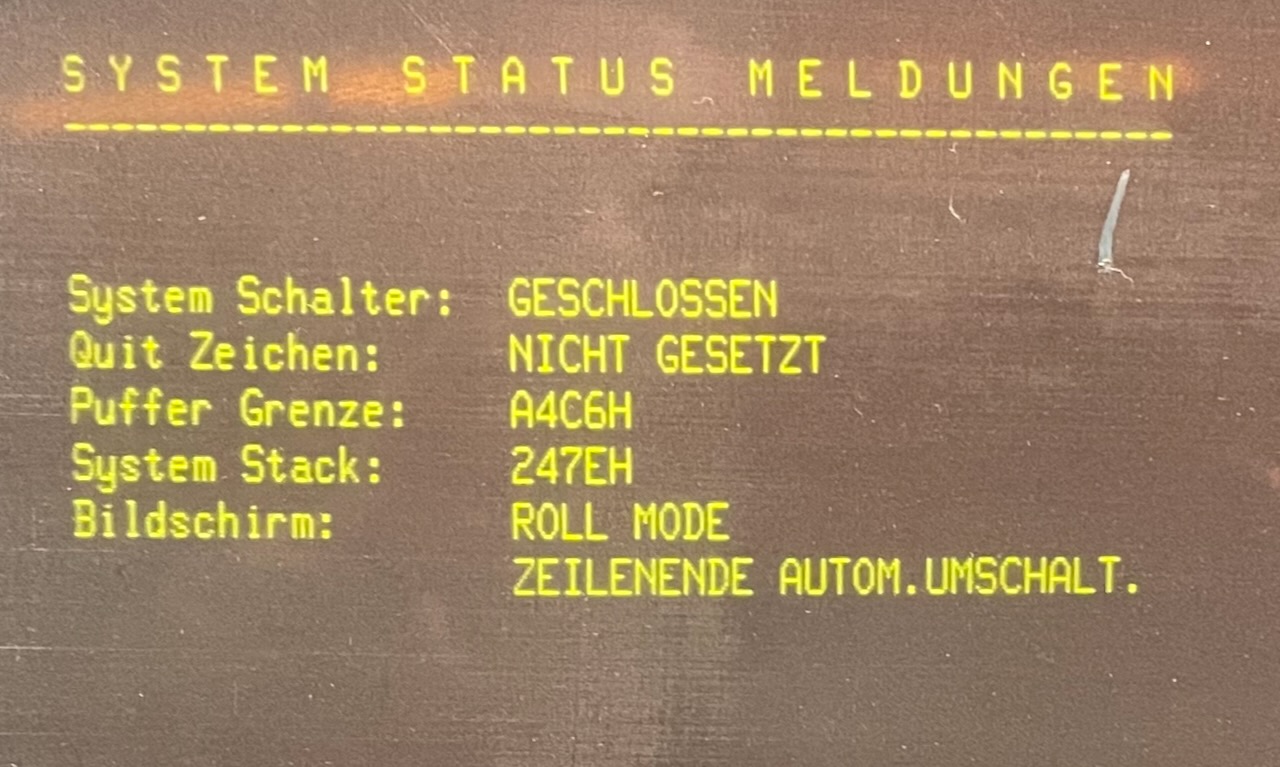 SYSTEM STATUS MELDUNGEN
----------------------------------------------
System Schalter: GESCHLOSSEN
Quit Zeichen: NICHT GESETZT
Puffer Grenze: A4C6H
System Stack: 247EH
Bildschirm: ROLL MODE
ZEILENENDE AUTOM.UMSCHALT.